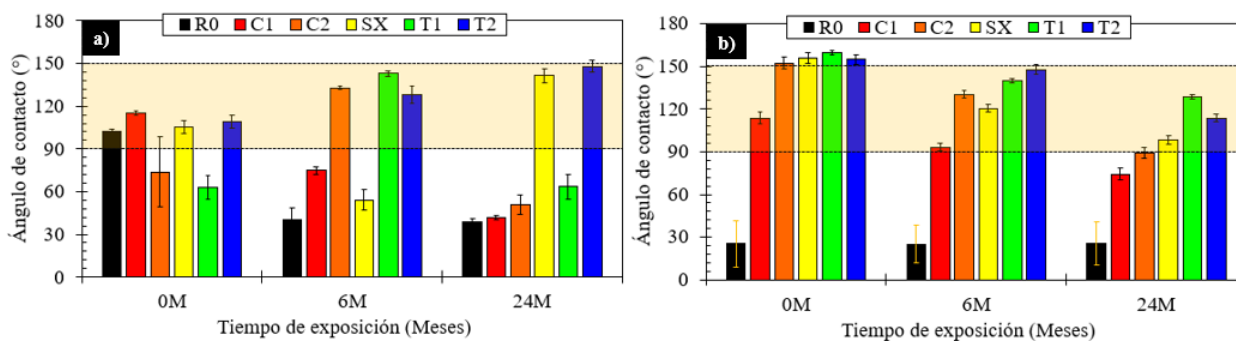 a)
R0 C1 C2 SX T1 T2
Ángulo de contacto (°)
180
150
120
90
60
30
0
0M 6M 24M
Tiempo de exposición (Meses)
b)
R0 C1 C2 SX T1 T2
Ángulo de contacto (°)
180
150
120
90
60
30
0
0M 6M 24M
Tiempo de exposición (Meses)